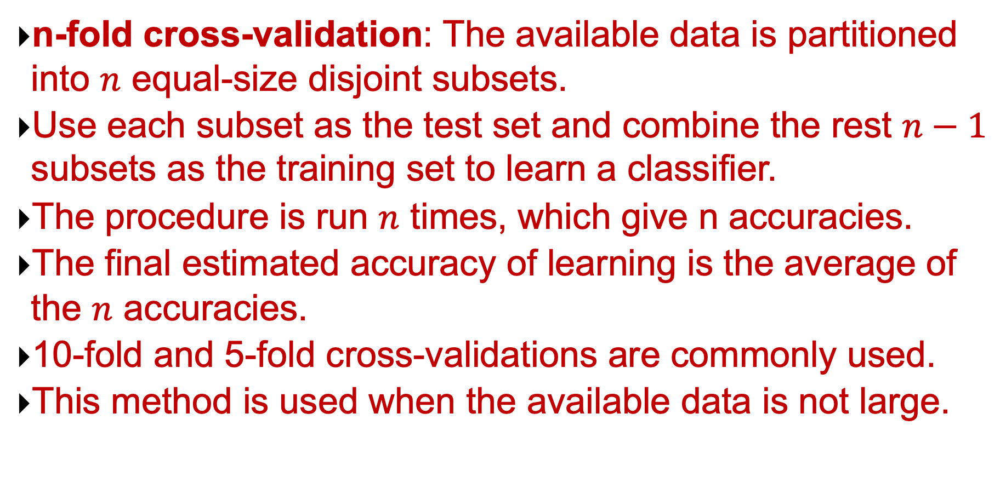 n-fold cross-validation: The available data is partitioned
into n equal-size disjoint subsets.
Use each subset as the test set and combine the rest n − 1
subsets as the training set to learn a classifier.
The procedure is run n times, which give n accuracies.
The final estimated accuracy of learning is the average of
the n accuracies.
10-fold and 5-fold cross-validations are commonly used.
This method is used when the available data is not large.